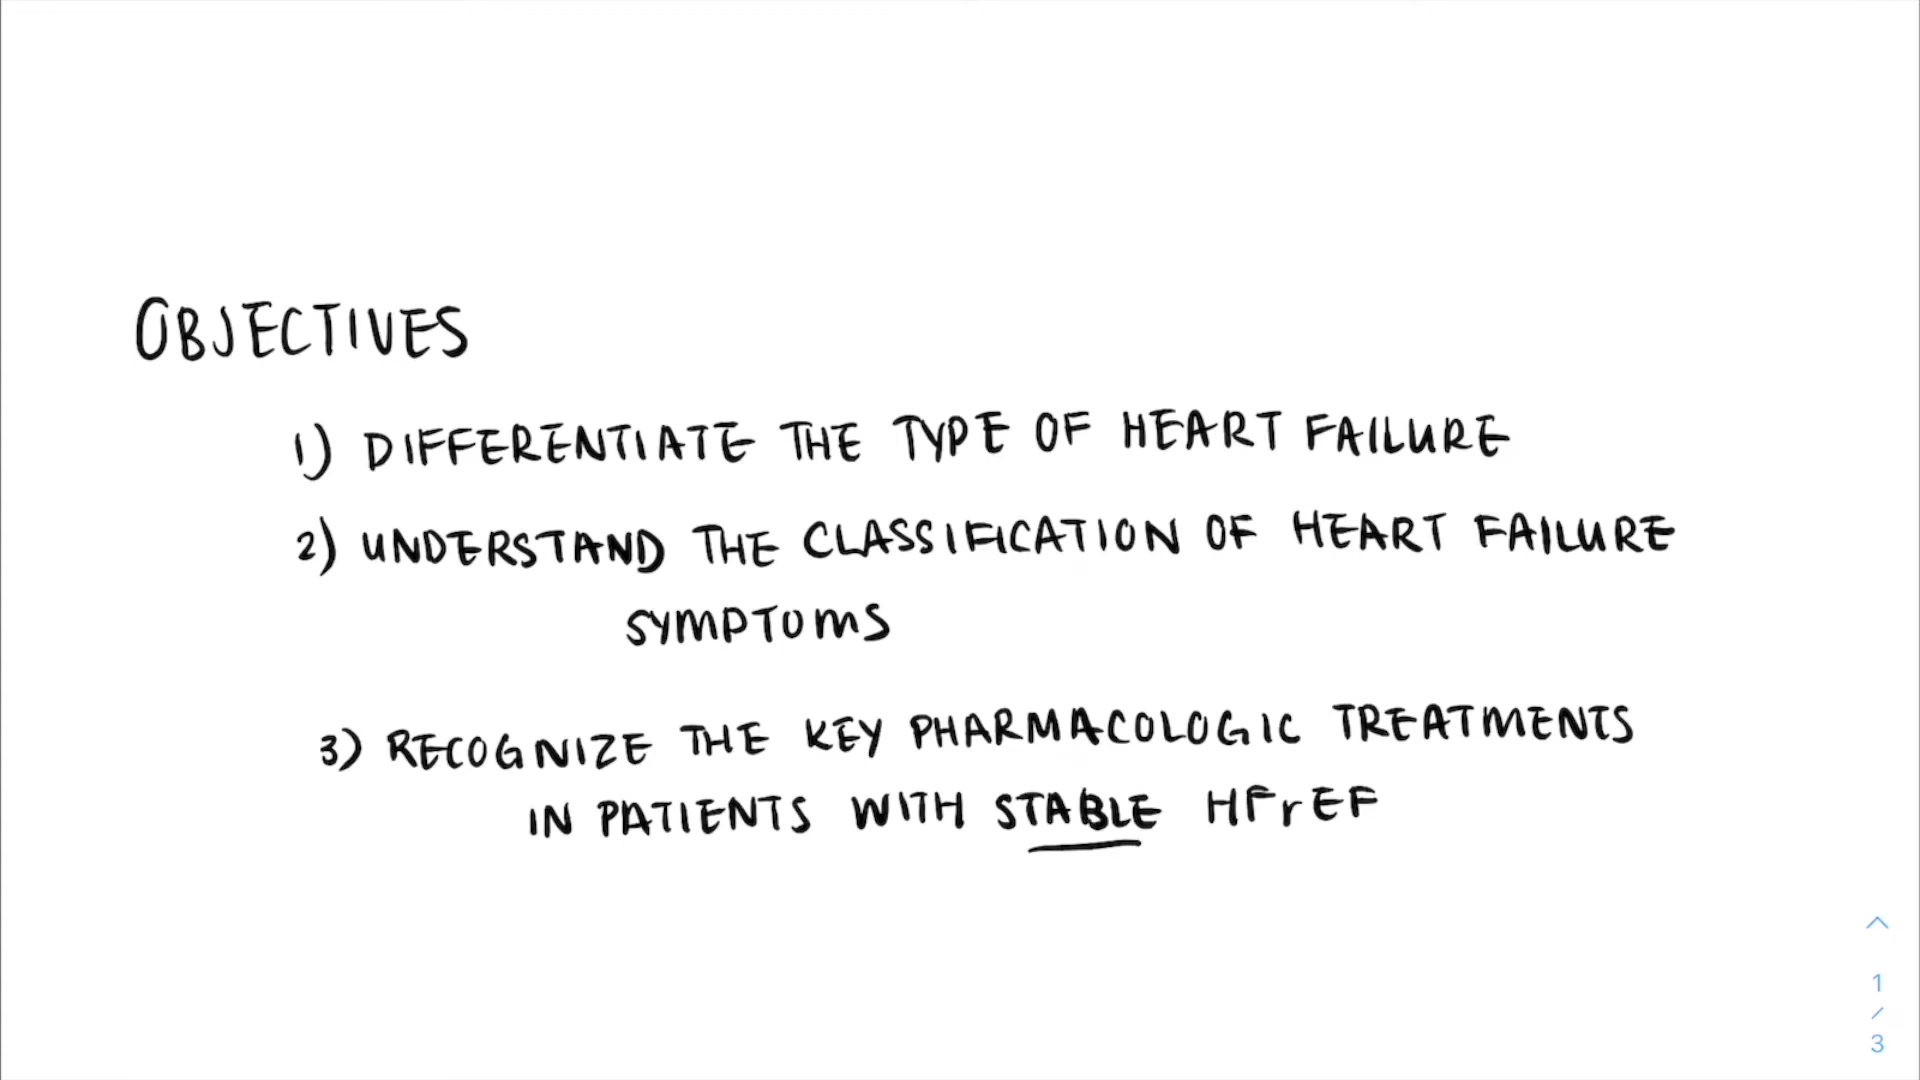 OBJECTIVES
1) DIFFERENTIATE THE TYPE OF HEART FAILURE
2) UNDERSTAND THE CLASSIFICATION OF HEART FAILURE
SYMPTOMS
3) RECOGNIZE THE KEY PHARMACOLOGIC TREATMENTS
IN PATIENTS WITH STABLE HFrEF
1
/
3